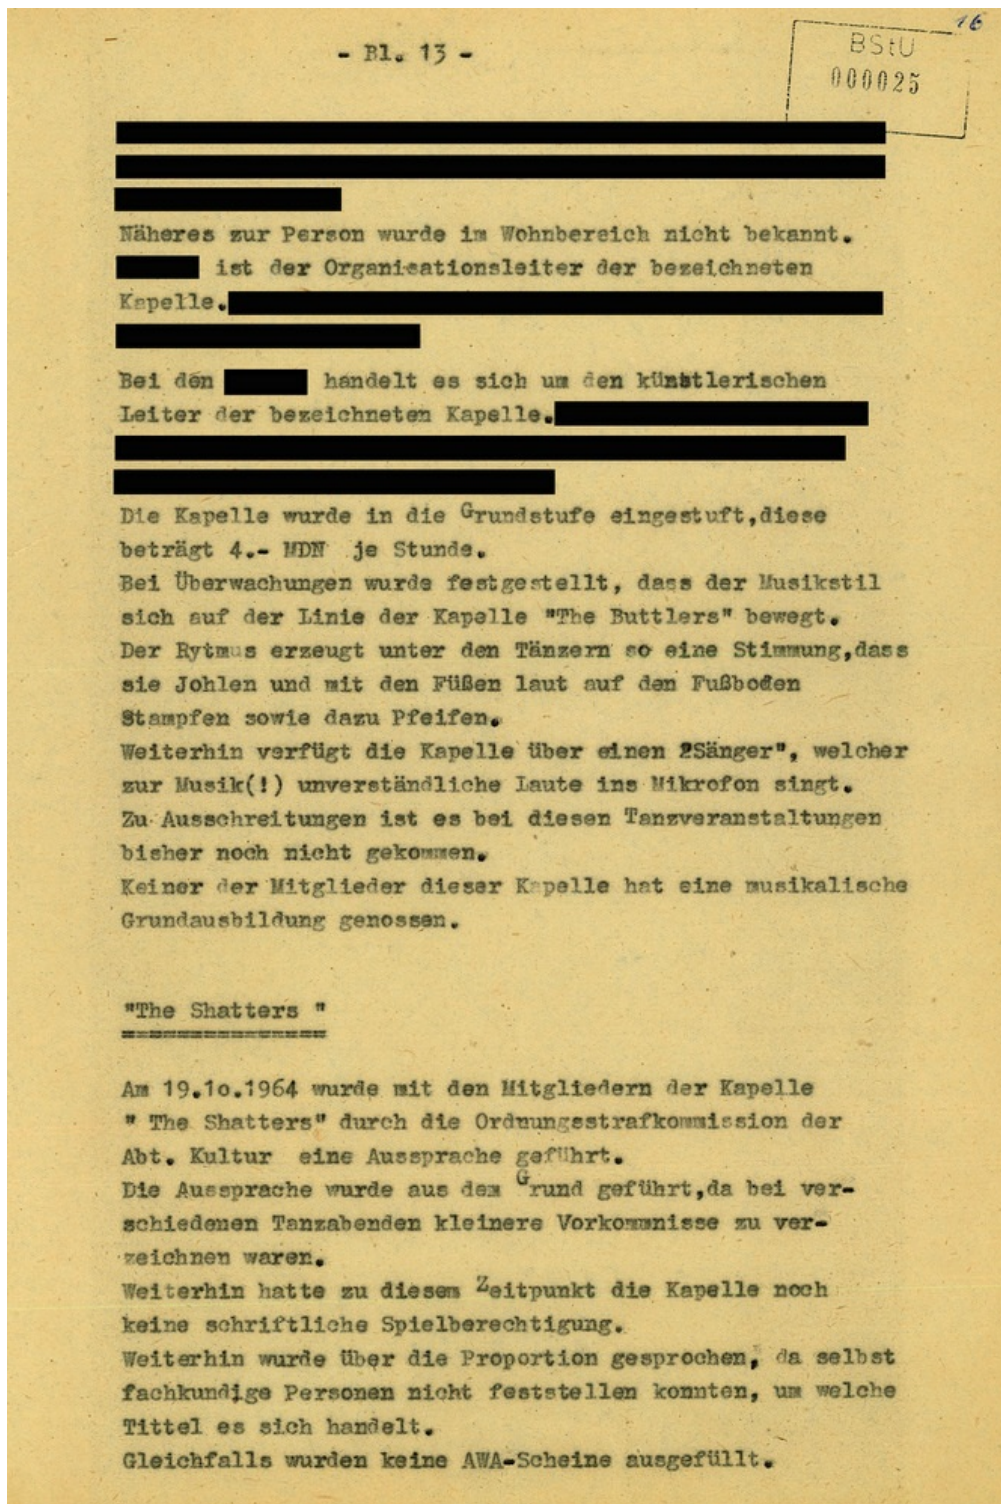 16
- Bl. 13 -
BStU
000025
Näheres zur Person wurde im Wohnbereich nicht bekannt.
ist der Organisationsleiter der bezeichneten
Kapelle.
Bei den handelt es sich um den künstlerischen
Leiter der bezeichneten Kapelle.
Die Kapelle wurde in die Grundstufe eingestuft,diese
beträgt 4.- MDN je Stunde.
Bei Überwachungen wurde festgestellt, dass der Musikstil
sich auf der Linie der Kapelle "The Buttlers" bewegt.
Der Rytmus erzeugt unter den Tänzern so eine Stimmung,dass
sie Johlen und mit den Füßen laut auf den Fußboden
Stampfen sowie dazu Pfeifen.
Weiterhin verfügt die Kapelle über einen "Sänger", welcher
zur Musik(!) unverständliche Laute ins Mikrofon singt.
Zu Ausschreitungen ist es bei diesen Tanzveranstaltungen
bisher noch nicht gekommen.
Keiner der Mitglieder dieser Kapelle hat eine musikalische
Grundausbildung genossen.
"The Shatters "
===============
Am 19.1o.1964 wurde mit den Mitgliedern der Kapelle
" The Shatters" durch die Ordnungsstrafkommission der
Abt. Kultur eine Aussprache geführt.
Die Aussprache wurde aus dem Grund geführt,da bei ver-
schiedenen Tanzabenden kleinere Vorkommnisse zu ver-
zeichnen waren.
Weiterhin hatte zu diesem Zeitpunkt die Kapelle noch
keine schriftliche Spielberechtigung.
Weiterhin wurde über die Proportion gesprochen, da selbst
fachkundige Personen nicht feststellen konnten, um welche
Tittel es sich handelt.
Gleichfalls wurden keine AWA-Scheine ausgefüllt.